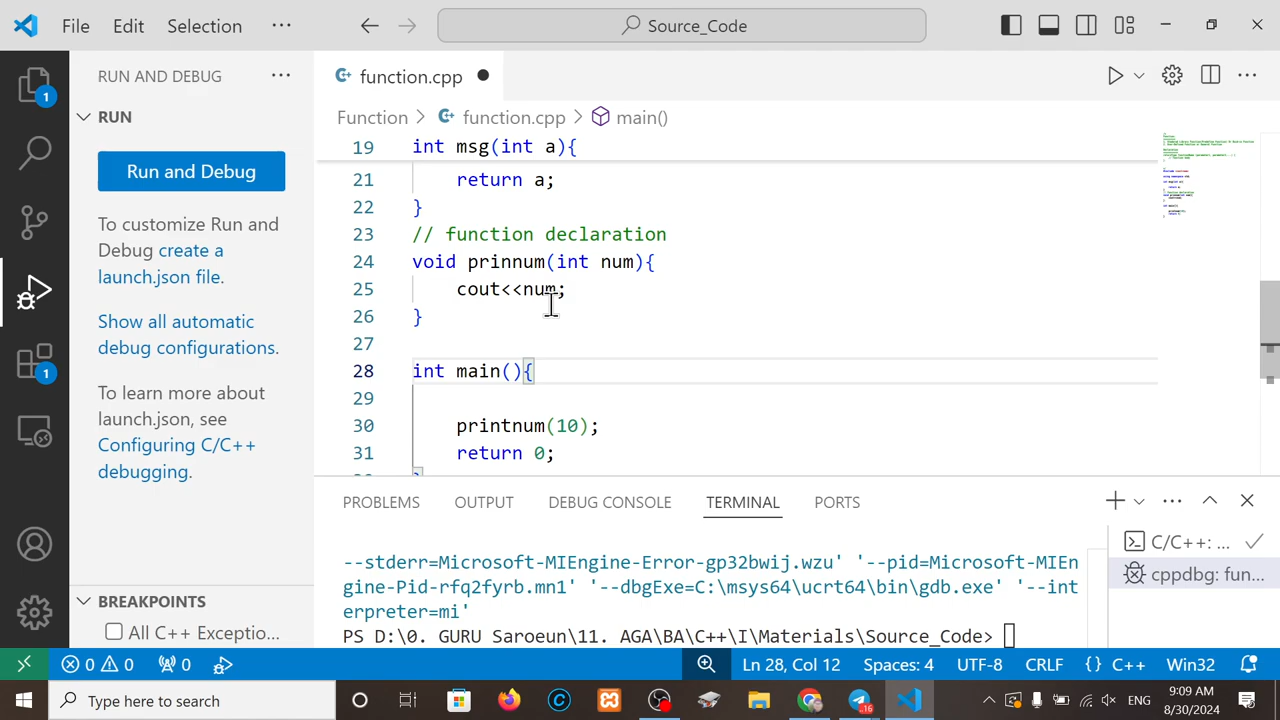 File Edit Selection ··· Source_Code
RUN AND DEBUG ···
RUN
Run and Debug
To customize Run and
Debug create a
launch.json file.
Show all automatic
debug configurations.
To learn more about
launch.json, see
Configuring C/C++
debugging.
BREAKPOINTS
All C++ Exceptio...
1
1
function.cpp
Function > function.cpp > main()
19 int msg(int a){
21 return a;
22 }
23 // function declaration
24 void prinnum(int num){
25 cout<<num;
26 }
27
28 int main(){
29
30 printnum(10);
31 return 0;
PROBLEMS OUTPUT DEBUG CONSOLE TERMINAL PORTS
--stderr=Microsoft-MIEngine-Error-gp32bwij.wzu' '--pid=Microsoft-MIEn
gine-Pid-rfq2fyrb.mn1' '--dbgExe=C:\msys64\ucrt64\bin\gdb.exe' '--int
erpreter=mi'
PS D:\0. GURU Saroeun\11. AGA\BA\C++\I\Materials\Source_Code>
C/C++: ...
cppdbg: fun...
0 0 0 Ln 28, Col 12 Spaces: 4 UTF-8 CRLF {} C++ Win32
Type here to search
ENG
9:09 AM
8/30/2024